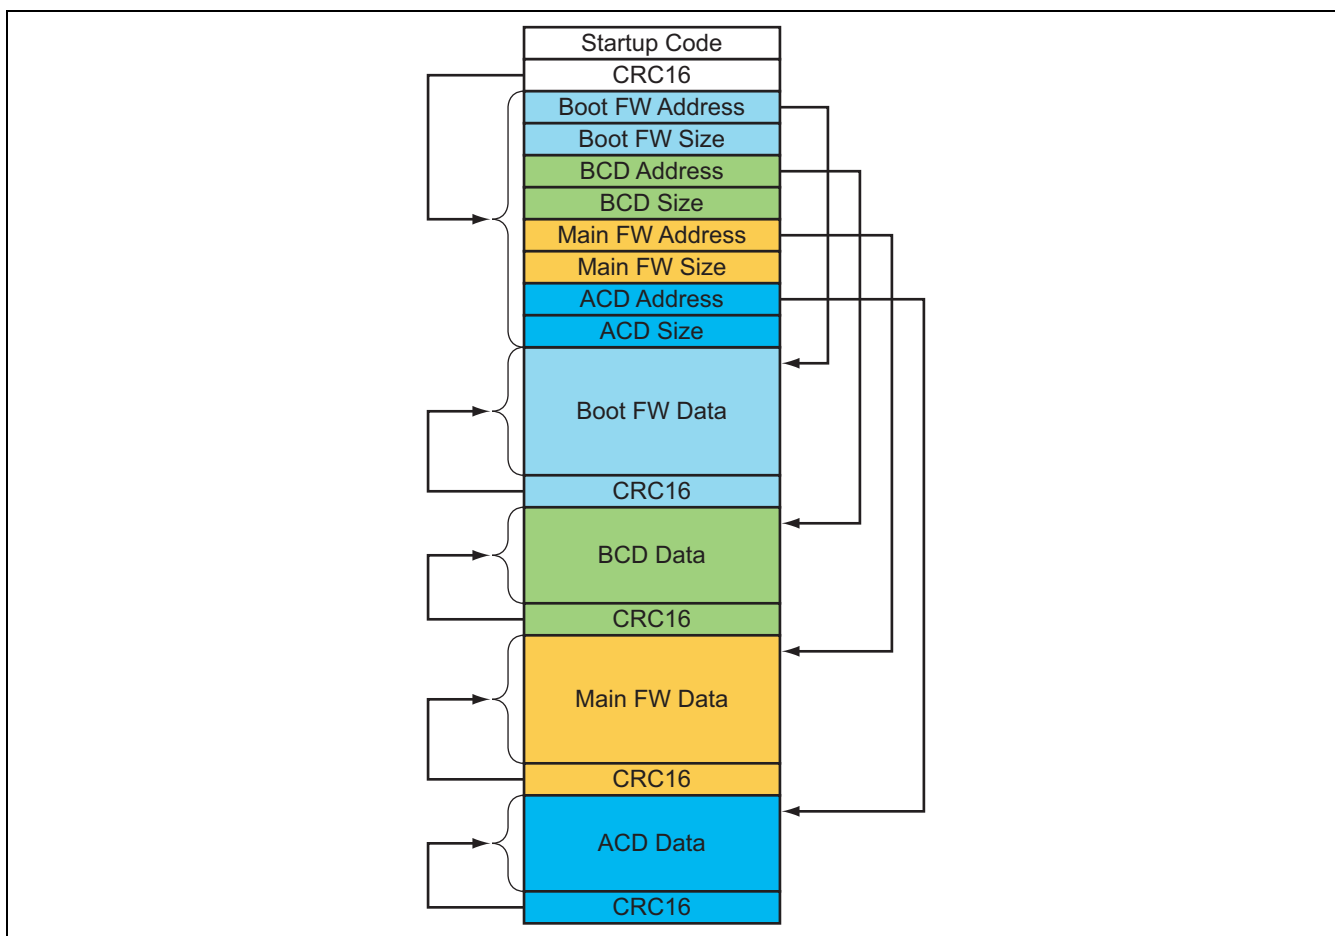 Startup Code
CRC16
Boot FW Address
Boot FW Size
BCD Address
BCD Size
Main FW Address
Main FW Size
ACD Address
ACD Size
Boot FW Data
CRC16
BCD Data
CRC16
Main FW Data
CRC16
ACD Data
CRC16